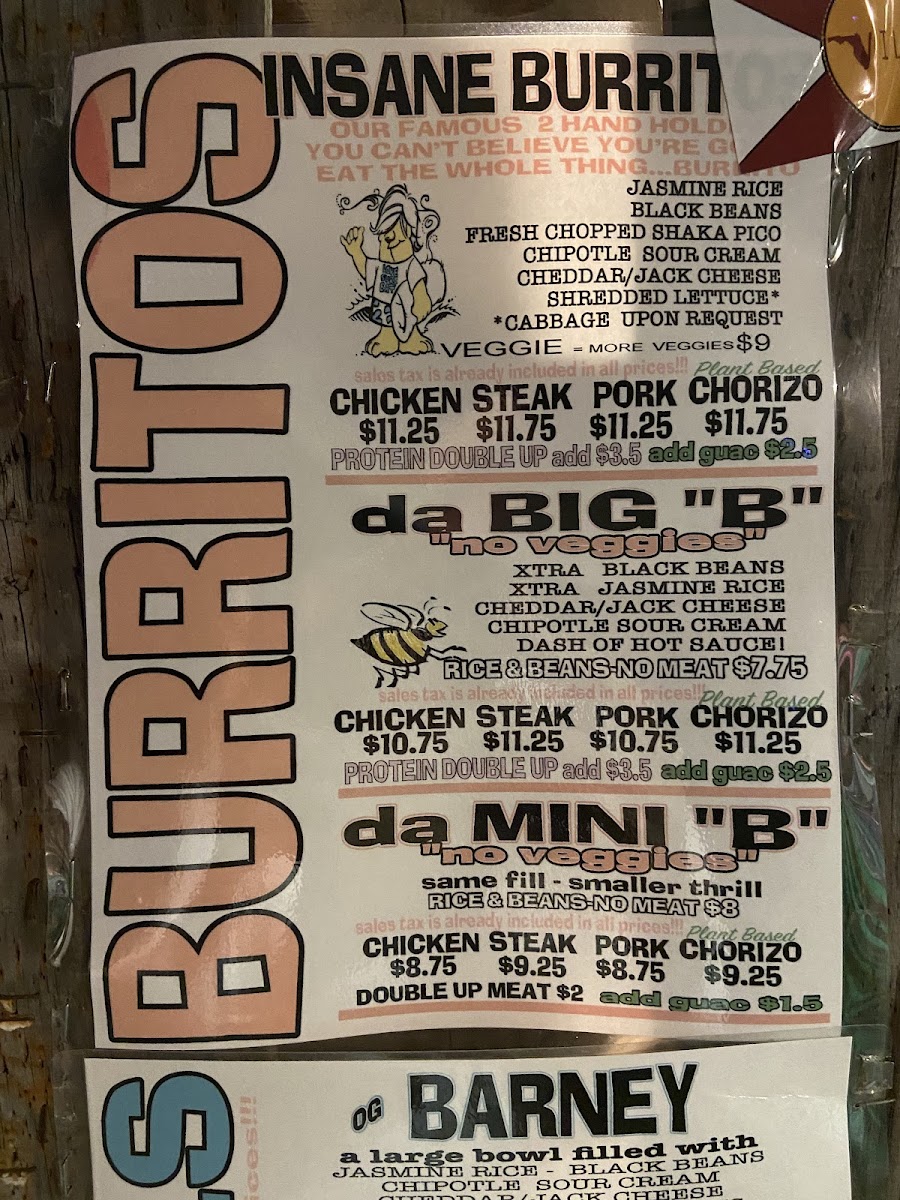 BURRITOS
INSANE BURRIT
OUR FAMOUS 2 HAND HOLD
YOU CAN'T BELIEVE YOU'RE GO
EAT THE WHOLE THING...BURRITO
JASMINE RICE
BLACK BEANS
FRESH CHOPPED SHAKA PICO
CHIPOTLE SOUR CREAM
CHEDDAR/JACK CHEESE
SHREDDED LETTUCE*
*CABBAGE UPON REQUEST
VEGGIE = MORE VEGGIES $9
sales tax is already included in all prices!!! Plant Based
CHICKEN STEAK PORK CHORIZO
$11.25 $11.75 $11.25 $11.75
PROTEIN DOUBLE UP add $3.5 add guac $2.5
da BIG "B"
"no veggies"
XTRA BLACK BEANS
XTRA JASMINE RICE
CHEDDAR/JACK CHEESE
CHIPOTLE SOUR CREAM
DASH OF HOT SAUCE!
RICE & BEANS-NO MEAT $7.75
sales tax is already included in all prices!!! Plant Based
CHICKEN STEAK PORK CHORIZO
$10.75 $11.25 $10.75 $11.25
PROTEIN DOUBLE UP add $3.5 add guac $2.5
da MINI "B"
"no veggies"
same fill - smaller thrill
RICE & BEANS-NO MEAT $8
sales tax is already included in all prices!!! Plant Based
CHICKEN STEAK PORK CHORIZO
$8.75 $9.25 $8.75 $9.25
DOUBLE UP MEAT $2 add guac $1.5
OG BARNEY
a large bowl filled with
JASMINE RICE - BLACK BEANS
CHIPOTLE SOUR CREAM
CHEDDAR/JACK CHEESE